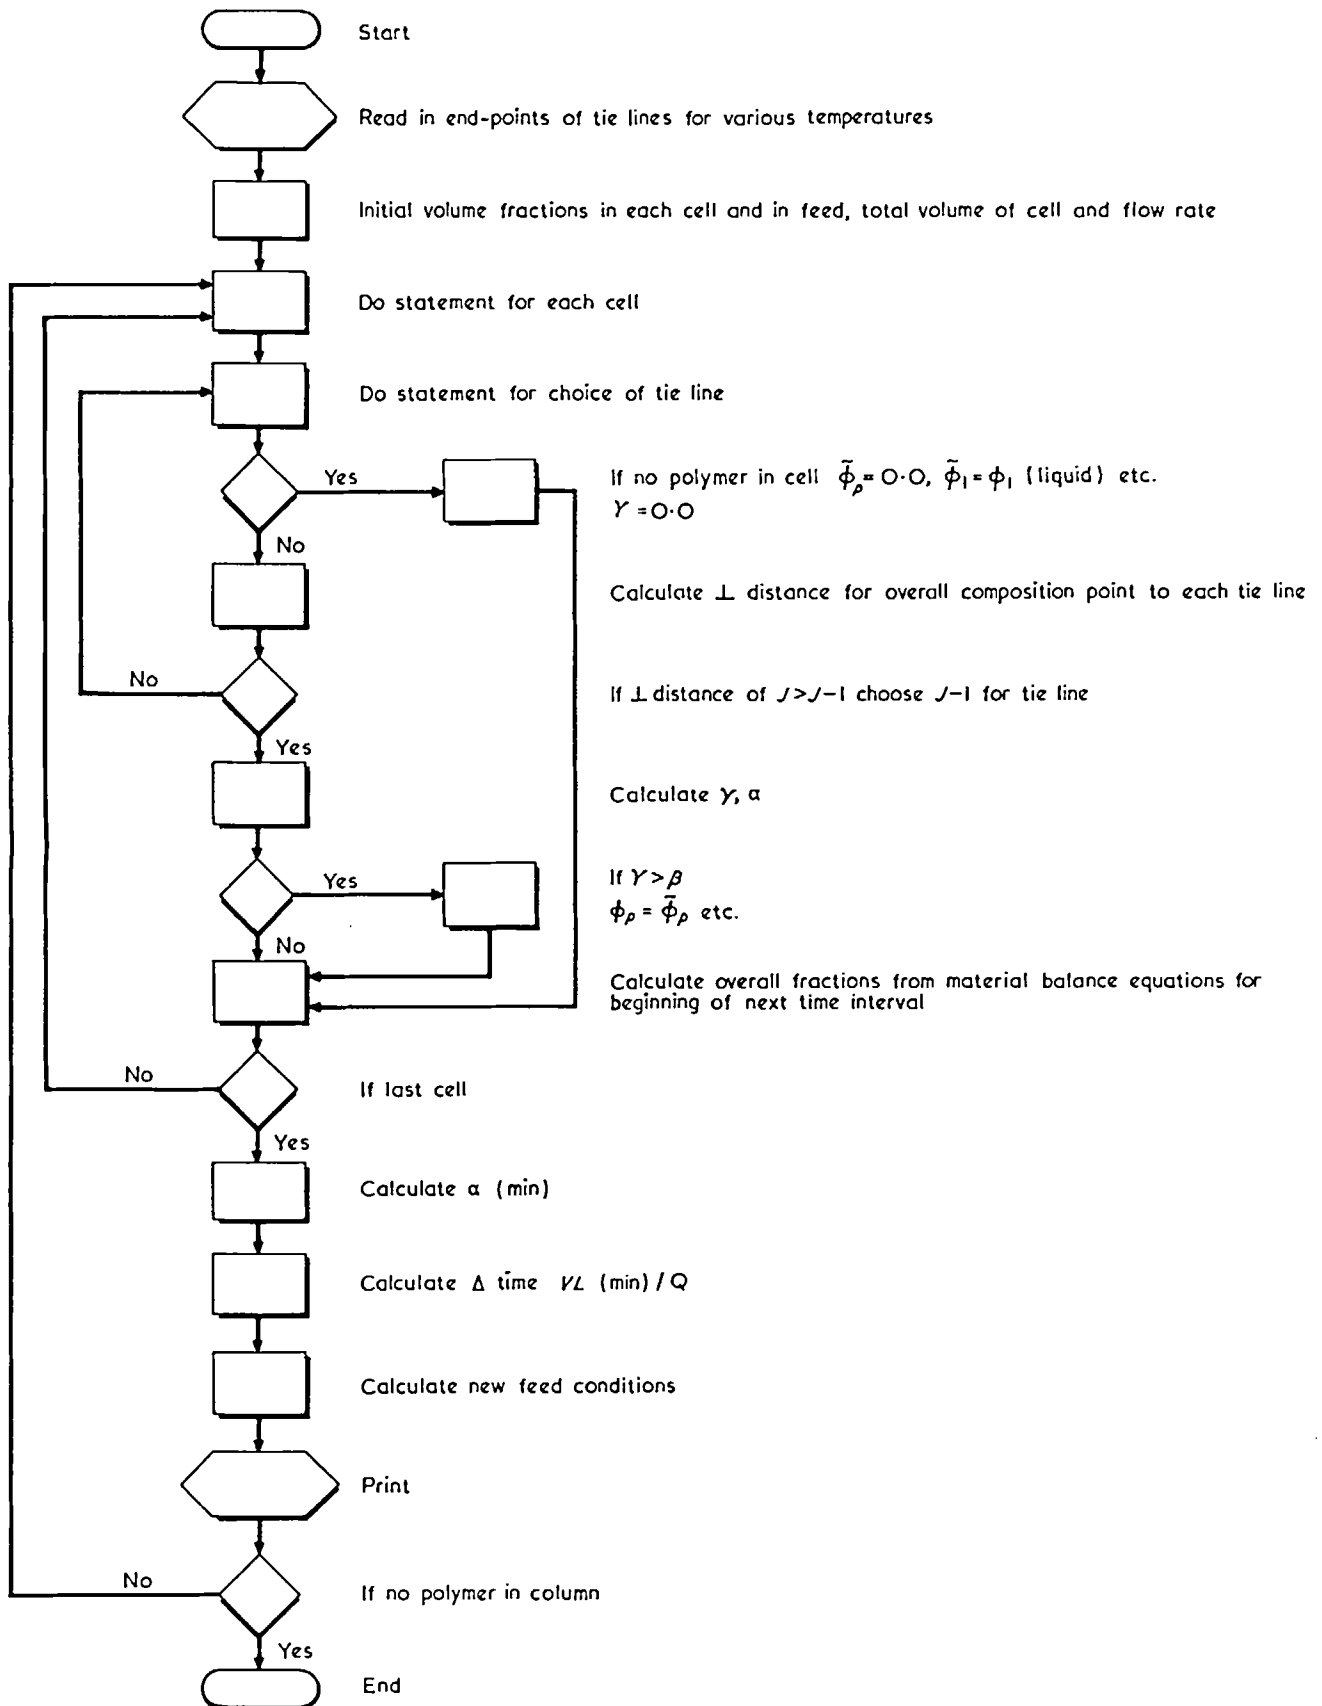 Start
Read in end-points of tie lines for various temperatures
Initial volume fractions in each cell and in feed, total volume of cell and flow rate
Do statement for each cell
Do statement for choice of tie line
Yes
If no polymer in cell ϕ̃ₚ=0·0, ϕ̃₁=ϕ₁ (liquid) etc.
γ=0·0
No
Calculate ⊥ distance for overall composition point to each tie line
No
If ⊥ distance of J>J-1 choose J-1 for tie line
Yes
Calculate γ, α
Yes
If γ>β
ϕₚ=ϕ̄ₚ etc.
No
Calculate overall fractions from material balance equations for
beginning of next time interval
No
If last cell
Yes
Calculate α (min)
Calculate Δ time VL (min)/Q
Calculate new feed conditions
Print
No
If no polymer in column
Yes
End